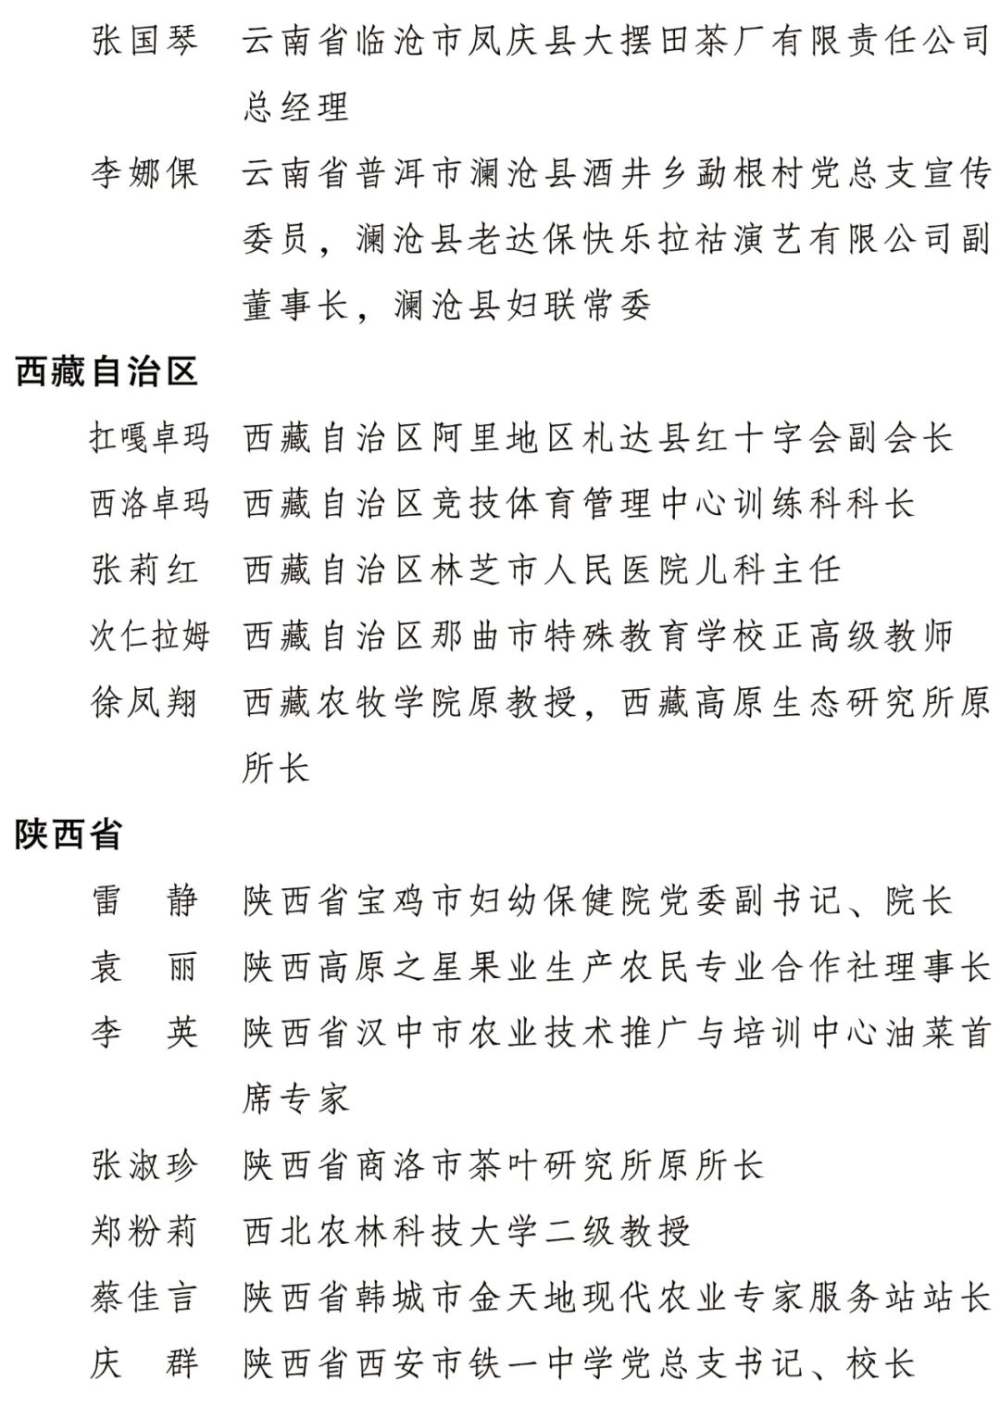 张国琴 云南省临沧市凤庆县大摆田茶厂有限责任公司
总经理
李娜倮 云南省普洱市澜沧县酒井乡勐根村党总支宣传
委员，澜沧县老达保快乐拉祜演艺有限公司副
董事长，澜沧县妇联常委
西藏自治区
扛嘎卓玛 西藏自治区阿里地区札达县红十字会副会长
西洛卓玛 西藏自治区竞技体育管理中心训练科科长
张莉红 西藏自治区林芝市人民医院儿科主任
次仁拉姆 西藏自治区那曲市特殊教育学校正高级教师
徐凤翔 西藏农牧学院原教授，西藏高原生态研究所原
所长
陕西省
雷 静 陕西省宝鸡市妇幼保健院党委副书记、院长
袁 丽 陕西高原之星果业生产农民专业合作社理事长
李 英 陕西省汉中市农业技术推广与培训中心油菜首
席专家
张淑珍 陕西省商洛市茶叶研究所原所长
郑粉莉 西北农林科技大学二级教授
蔡佳言 陕西省韩城市金天地现代农业专家服务站站长
庆 群 陕西省西安市铁一中学党总支书记、校长